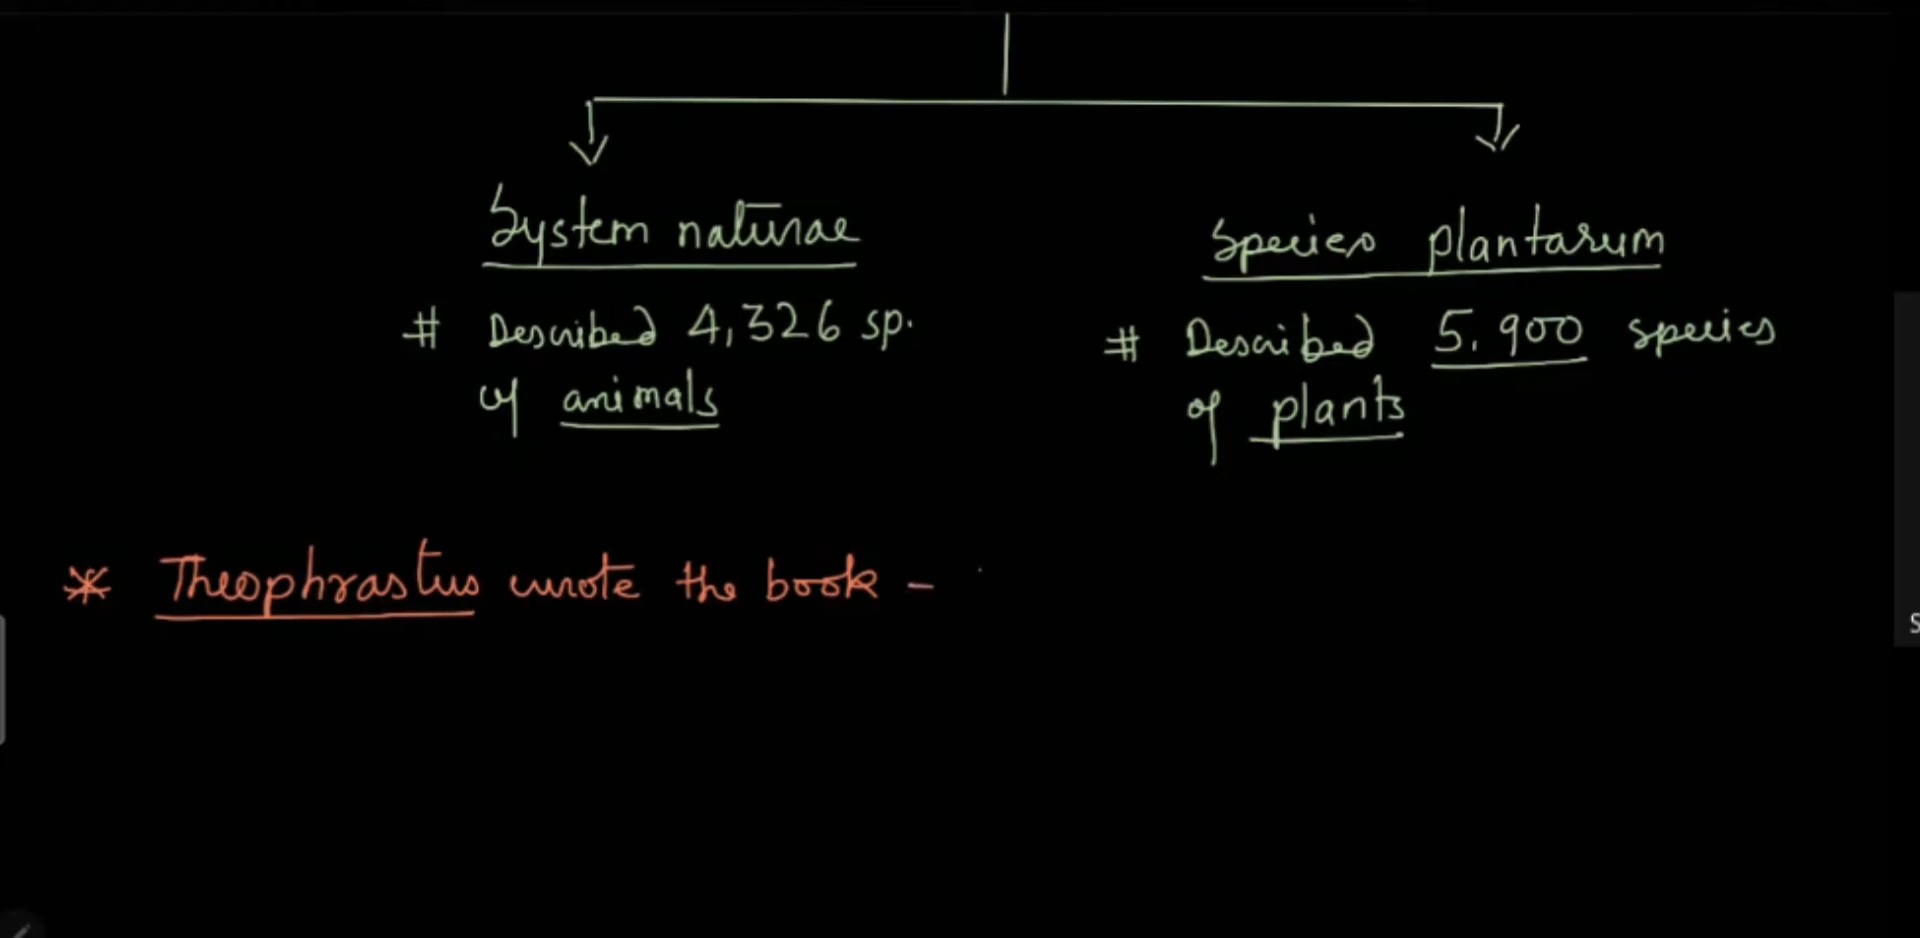 System naturae
Species plantarum
# Described 4,326 sp.
of animals
# Described 5,900 species
of plants
* Theophrastus wrote the book -
S